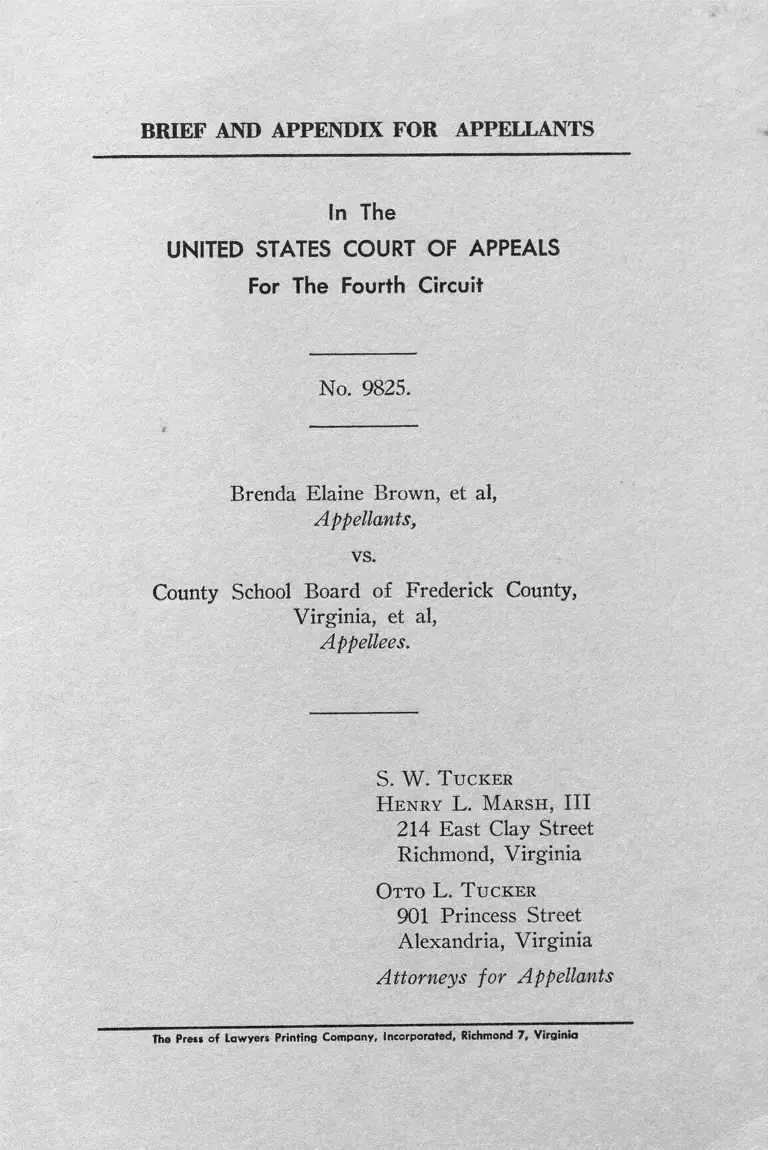 BRIEF AND APPENDIX FOR APPELLANTS
In The
UNITED STATES COURT OF APPEALS
For The Fourth Circuit
No. 9825.
Brenda Elaine Brown, et al,
Appellants,
vs.
County School Board of Frederick County,
Virginia, et al,
Appellees.
S. W. TUCKER
HENRY L. MARSH, III
214 East Clay Street
Richmond, Virginia
OTTO L. TUCKER
901 Princess Street
Alexandria, Virginia
Attorneys for Appellants
The Press of Lawyers Printing Company, Incorporated, Richmond 7, Virginia